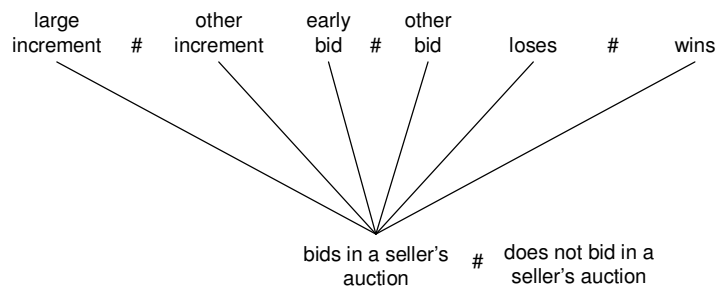 large other early other
increment # increment bid # bid loses # wins
bids in a seller's # does not bid in a
auction seller's auction